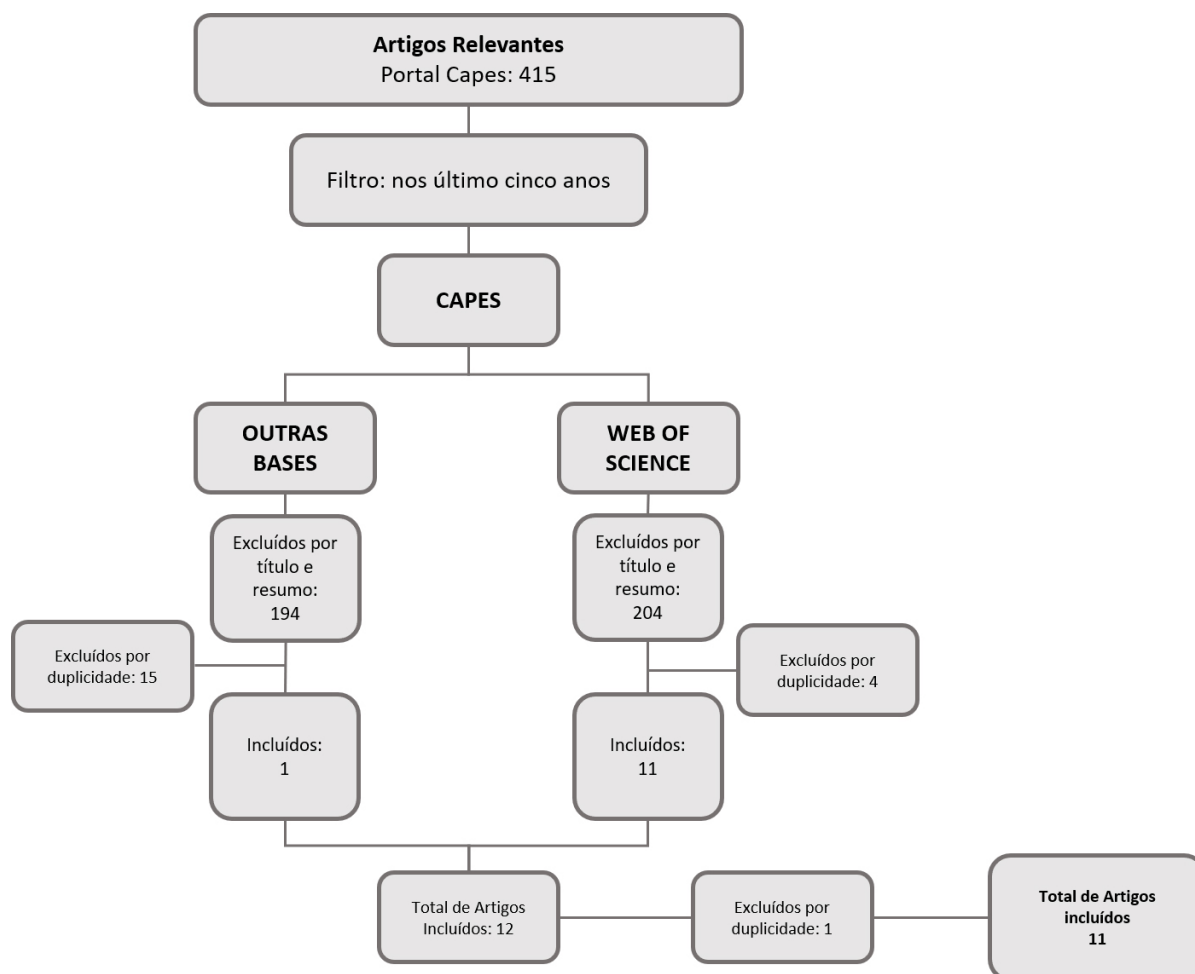 Artigos Relevantes
Portal Capes: 415
Filtro: nos último cinco anos
CAPES
OUTRAS
BASES
WEB OF
SCIENCE
Excluídos por
título e
resumo:
194
Excluídos por
título e
resumo:
204
Excluídos por
duplicidade: 15
Excluídos por
duplicidade: 4
Incluídos:
1
Incluídos:
11
Total de Artigos
Incluídos: 12
Excluídos por
duplicidade: 1
Total de Artigos
incluídos
11